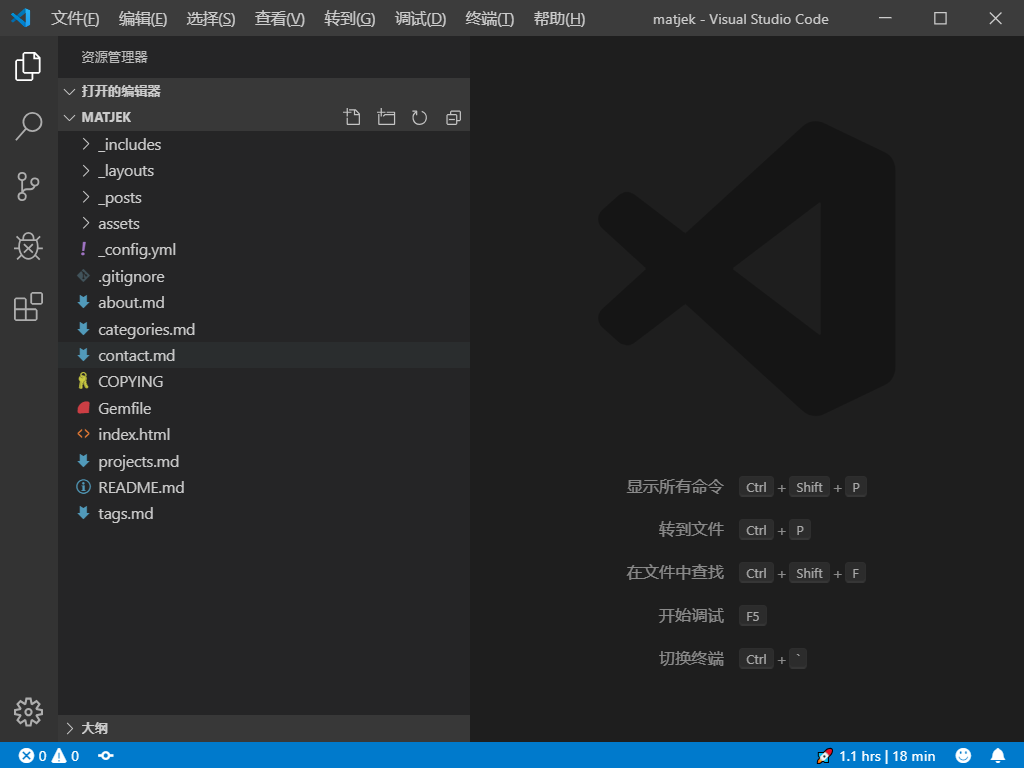 文件(F) 编辑(E) 选择(S) 查看(V) 转到(G) 调试(D) 终端(T) 帮助(H) matjek - Visual Studio Code
资源管理器
打开的编辑器
MATJEK
_includes
_layouts
_posts
assets
_config.yml
.gitignore
about.md
categories.md
contact.md
COPYING
Gemfile
index.html
projects.md
README.md
tags.md
大纲
显示所有命令 Ctrl + Shift + P
转到文件 Ctrl + P
在文件中查找 Ctrl + Shift + F
开始调试 F5
切换终端 Ctrl + `
0 0 1.1 hrs | 18 min